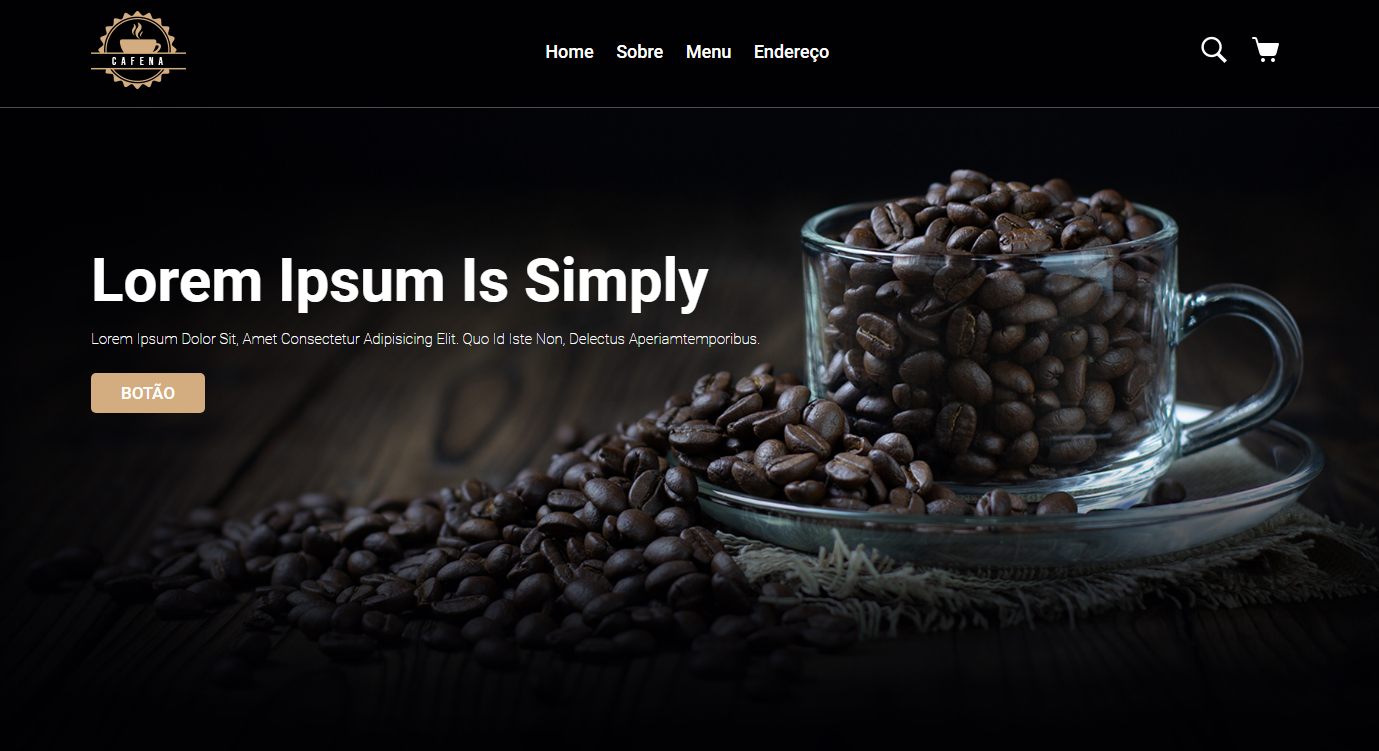 CAFENA
Home Sobre Menu Endereço
Lorem Ipsum Is Simply
Lorem Ipsum Dolor Sit, Amet Consectetur Adipisicing Elit. Quo Id Iste Non, Delectus Aperiamtemporibus.
BOTÃO